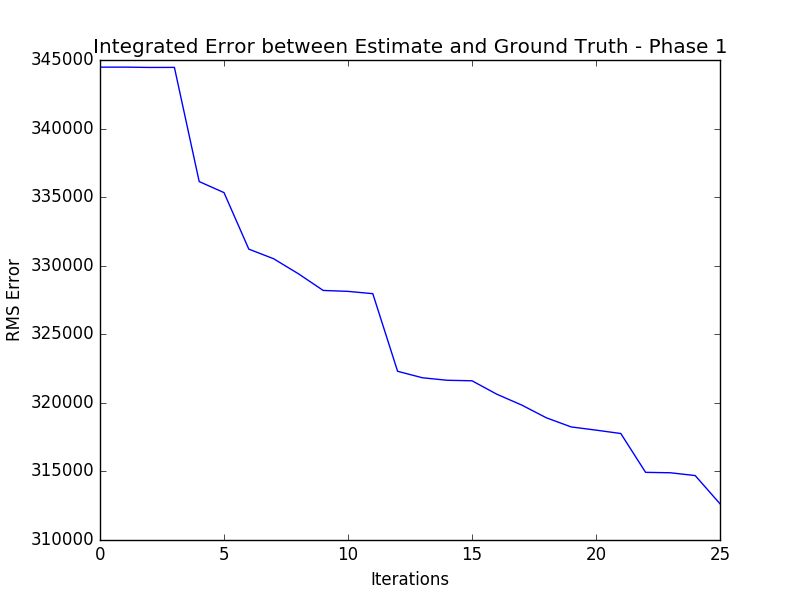 Integrated Error between Estimate and Ground Truth - Phase 1
345000
340000
335000
330000
325000
320000
315000
310000
RMS Error
0 5 10 15 20 25
Iterations